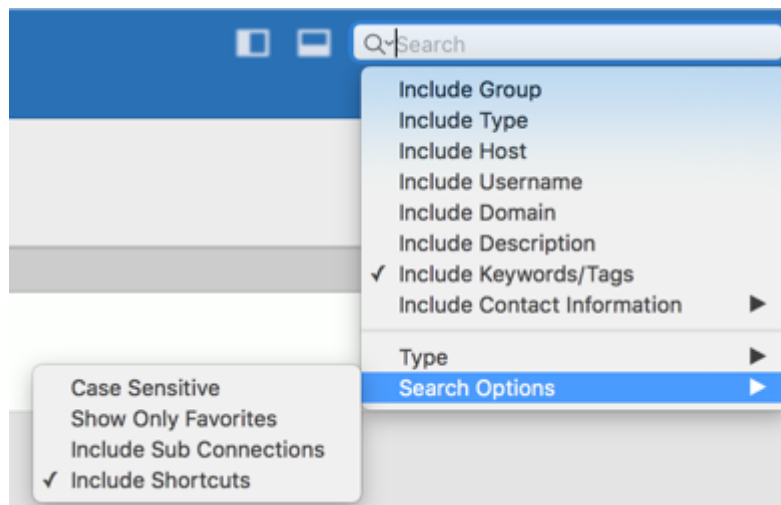 Search
Include Group
Include Type
Include Host
Include Username
Include Domain
Include Description
✓ Include Keywords/Tags
Include Contact Information
Type
Search Options
Case Sensitive
Show Only Favorites
Include Sub Connections
✓ Include Shortcuts